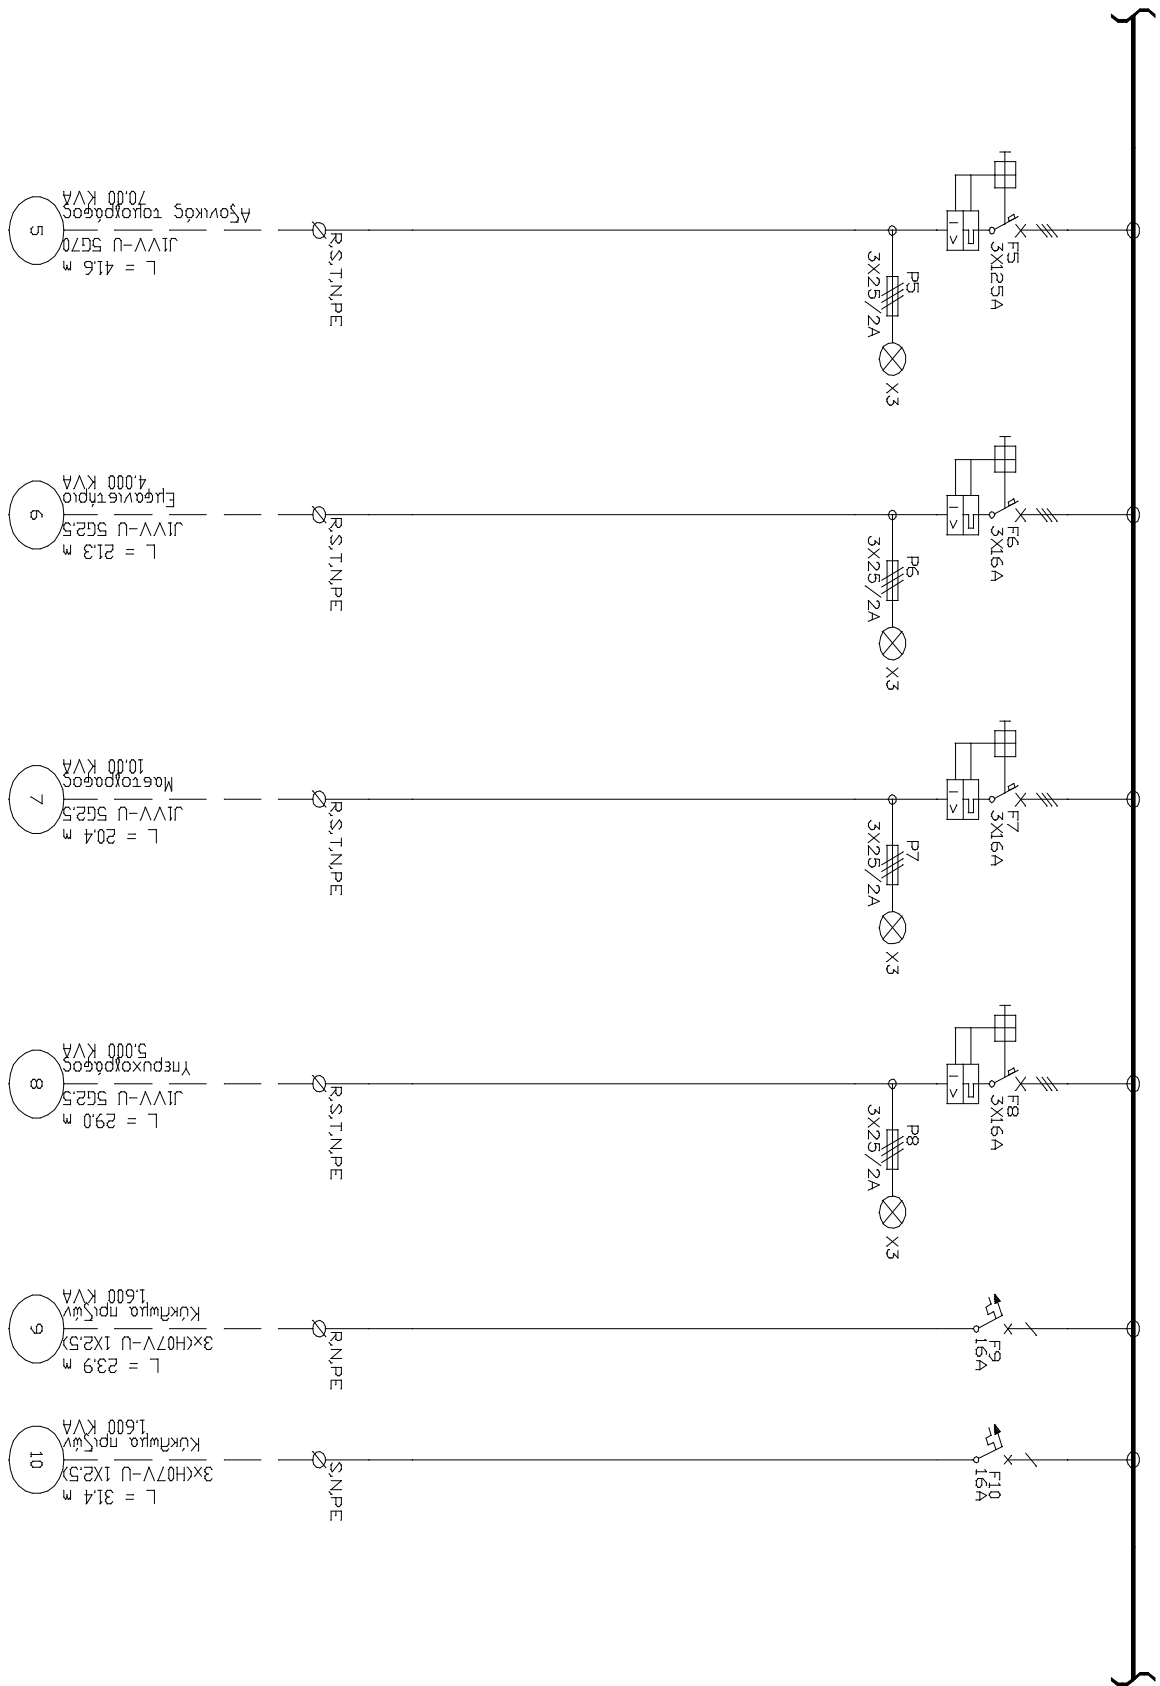 5
70.00 KVA
Αξονικός τομογράφος
J1VV-U 5G70
L = 41.6 m
R,S,T,N,PE
P5
3X25/2A
X3
F5
3X125A
6
4.000 KVA
Εμφανιστήριο
J1VV-U 5G2.5
L = 21.3 m
R,S,T,N,PE
P6
3X25/2A
X3
F6
3X16A
7
10.00 KVA
Μαστογράφος
J1VV-U 5G2.5
L = 20.4 m
R,S,T,N,PE
P7
3X25/2A
X3
F7
3X16A
8
5.000 KVA
Υπερυχογράφος
J1VV-U 5G2.5
L = 29.0 m
R,S,T,N,PE
P8
3X25/2A
X3
F8
3X16A
9
1.600 KVA
Κύκλωμα πριζών
3x(H07V-U 1X2.5)
L = 23.9 m
R,N,PE
F9
16A
10
1.600 KVA
Κύκλωμα πριζών
3x(H07V-U 1X2.5)
L = 31.4 m
S,N,PE
F10
16A